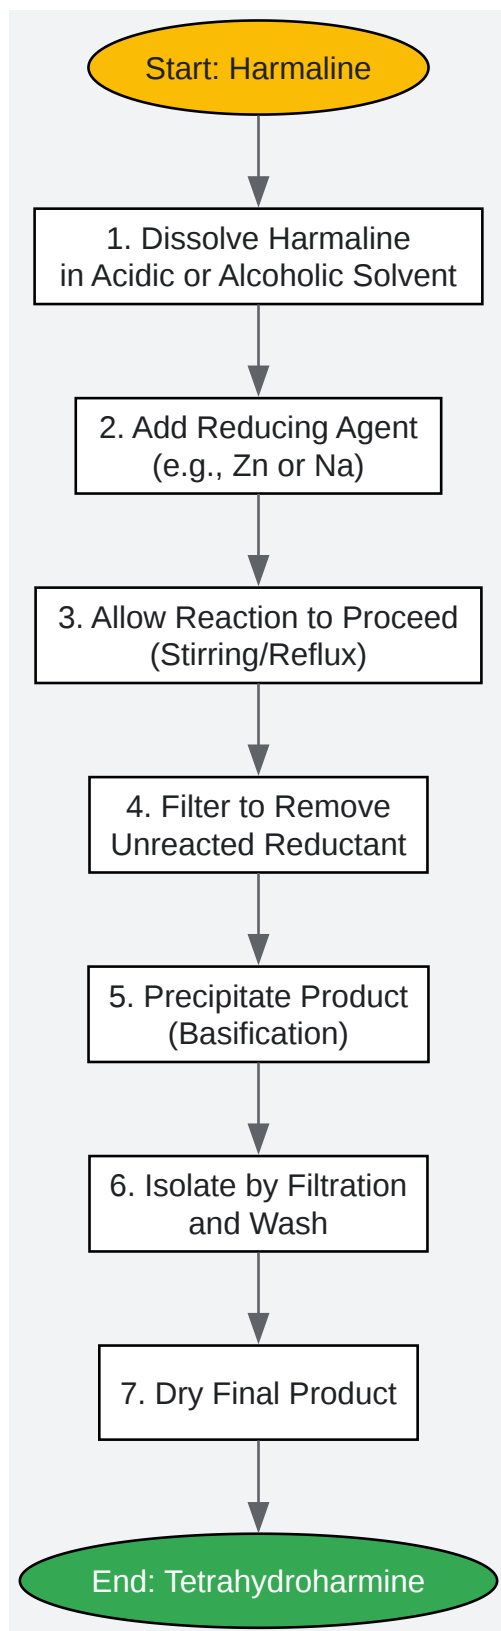 Start: Harmaline
1. Dissolve Harmaline
in Acidic or Alcoholic Solvent
2. Add Reducing Agent
(e.g., Zn or Na)
3. Allow Reaction to Proceed
(Stirring/Reflux)
4. Filter to Remove
Unreacted Reductant
5. Precipitate Product
(Basification)
6. Isolate by Filtration
and Wash
7. Dry Final Product
End: Tetrahydroharmine